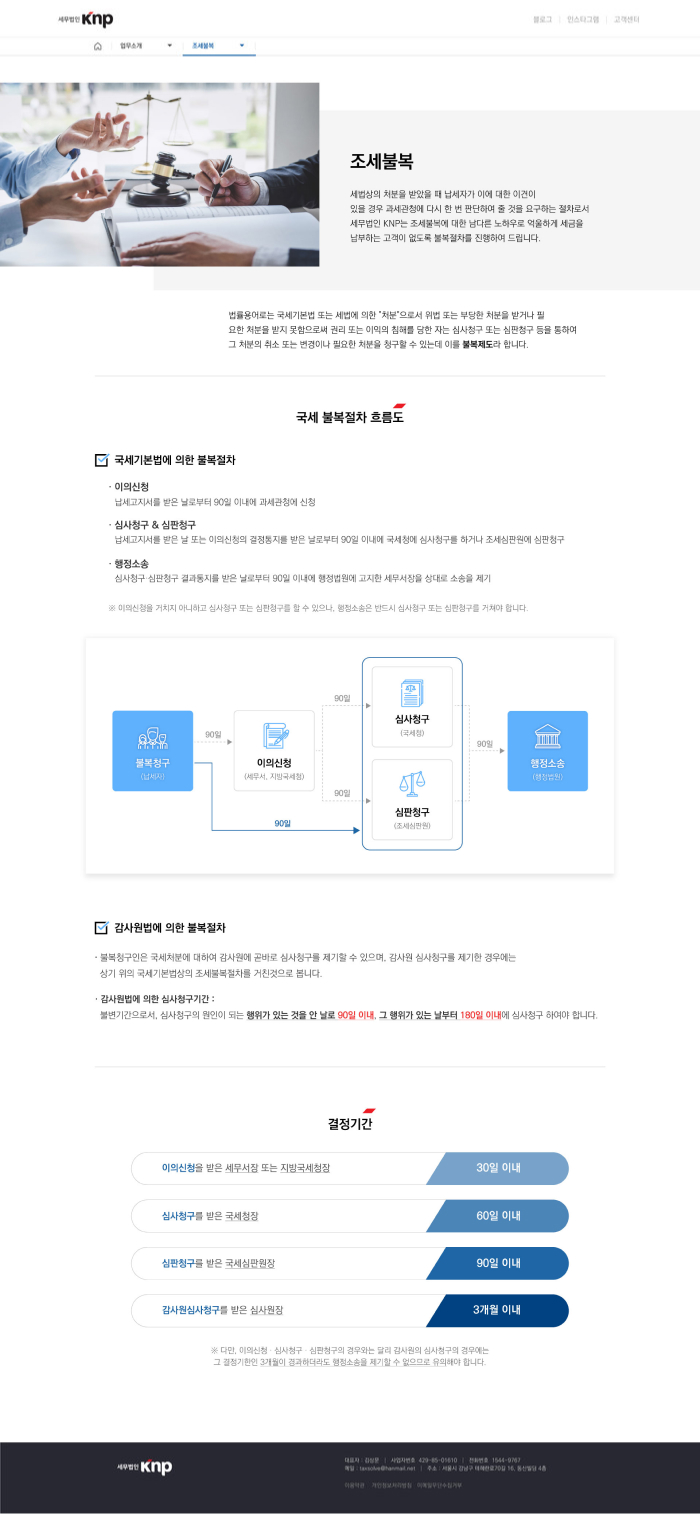 세무법인 Knp
블로그 | 인스타그램 | 고객센터
업무소개 조세불복
조세불복
세법상의 처분을 받았을 때 납세자가 이에 대한 이견이
있을 경우 과세관청에 다시 한 번 판단하여 줄 것을 요구하는 절차로서
세무법인 KNP는 조세불복에 대한 남다른 노하우로 억울하게 세금을
납부하는 고객이 없도록 불복절차를 진행하여 드립니다.
법률용어로는 국세기본법 또는 세법에 의한 "처분"으로서 위법 또는 부당한 처분을 받거나 필
요한 처분을 받지 못함으로써 권리 또는 이익의 침해를 당한 자는 심사청구 또는 심판청구 등을 통하여
그 처분의 취소 또는 변경이나 필요한 처분을 청구할 수 있는데 이를 불복제도라 합니다.
국세 불복절차 흐름도
국세기본법에 의한 불복절차
· 이의신청
납세고지서를 받은 날로부터 90일 이내에 과세관청에 신청
· 심사청구 & 심판청구
납세고지서를 받은 날 또는 이의신청의 결정통지를 받은 날로부터 90일 이내에 국세청에 심사청구를 하거나 조세심판원에 심판청구
· 행정소송
심사청구·심판청구 결과통지를 받은 날로부터 90일 이내에 행정법원에 고지한 세무서장을 상대로 소송을 제기
※ 이의신청을 거치지 아니하고 심사청구 또는 심판청구를 할 수 있으나, 행정소송은 반드시 심사청구 또는 심판청구를 거쳐야 합니다.
불복청구
(납세자)
90일
이의신청
(세무서, 지방국세청)
90일
90일
90일
심사청구
(국세청)
심판청구
(조세심판원)
90일
행정소송
(행정법원)
감사원법에 의한 불복절차
· 불복청구인은 국세처분에 대하여 감사원에 곧바로 심사청구를 제기할 수 있으며, 감사원 심사청구를 제기한 경우에는
상기 위의 국세기본법상의 조세불복절차를 거친것으로 봅니다.
· 감사원법에 의한 심사청구기간 :
불변기간으로서, 심사청구의 원인이 되는 행위가 있는 것을 안 날로 90일 이내, 그 행위가 있는 날부터 180일 이내에 심사청구 하여야 합니다.
결정기간
이의신청을 받은 세무서장 또는 지방국세청장 30일 이내
심사청구를 받은 국세청장 60일 이내
심판청구를 받은 국세심판원장 90일 이내
감사원심사청구를 받은 심사원장 3개월 이내
※ 다만, 이의신청 · 심사청구 · 심판청구의 경우와는 달리 감사원의 심사청구의 경우에는
그 결정기한인 3개월이 경과하더라도 행정소송을 제기할 수 없으므로 유의해야 합니다.
세무법인 Knp
대표자 : 김상문 | 사업자번호 429-85-01610 | 전화번호 1544-9767
메일 : taxsolve@hanmail.net | 주소 : 서울시 강남구 테헤란로70길 16, 동신빌딩 4층
이용약관 개인정보처리방침 이메일무단수집거부